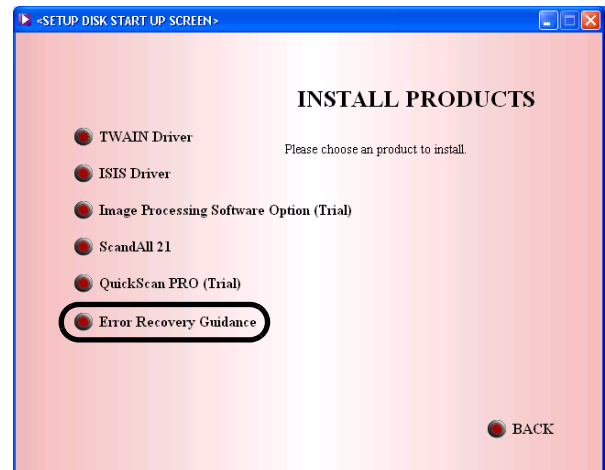 <SETUP DISK START UP SCREEN>
INSTALL PRODUCTS
Please choose an product to install.
TWAIN Driver
ISIS Driver
Image Processing Software Option (Trial)
ScandAll 21
QuickScan PRO (Trial)
Error Recovery Guidance
BACK